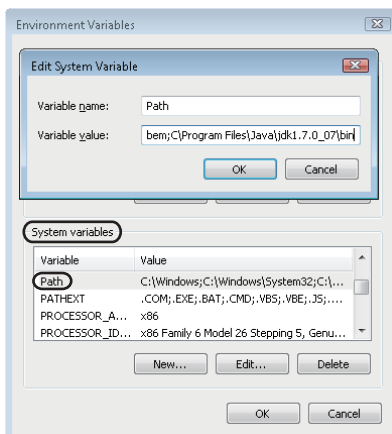 Environment Variables
Edit System Variable
Variable name:
Path
Variable value:
bem;C\Program Files\Java\jdk1.7.0_07\bin
OK
Cancel
System variables
Variable Value
Path C:\Windows;C:\Windows\System32;C:\...
PATHEXT .COM;.EXE;.BAT;.CMD;.VBS;.VBE;.JS;....
PROCESSOR_A... x86
PROCESSOR_ID... x86 Family 6 Model 26 Stepping 5, Genu...
New...
Edit...
Delete
OK
Cancel